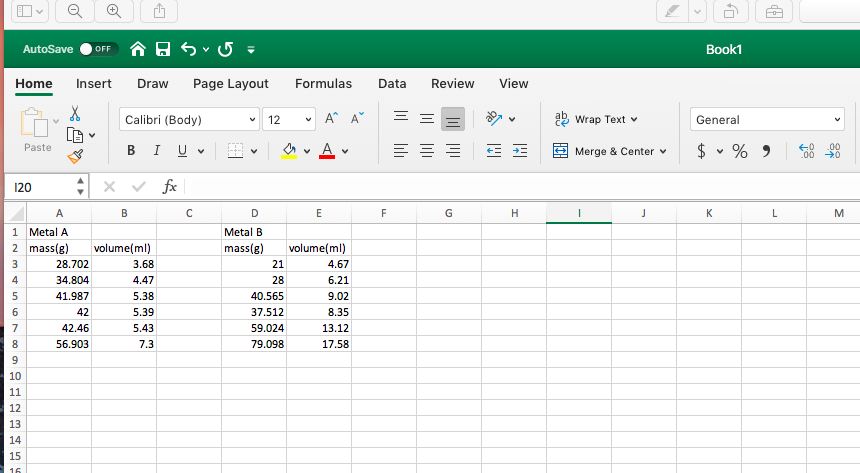 AutoSave OFF Book1
Home Insert Draw Page Layout Formulas Data Review View
Calibri (Body) 12 A^ A˅ ab Wrap Text General
Paste B I U A Merge & Center $ % 9 .0 .00 .00 .0
I20 fx
A B C D E F G H I J K L M
1 Metal A Metal B
2 mass(g) volume(ml) mass(g) volume(ml)
3 28.702 3.68 21 4.67
4 34.804 4.47 28 6.21
5 41.987 5.38 40.565 9.02
6 42 5.39 37.512 8.35
7 42.46 5.43 59.024 13.12
8 56.903 7.3 79.098 17.58
9
10
11
12
13
14
15
16